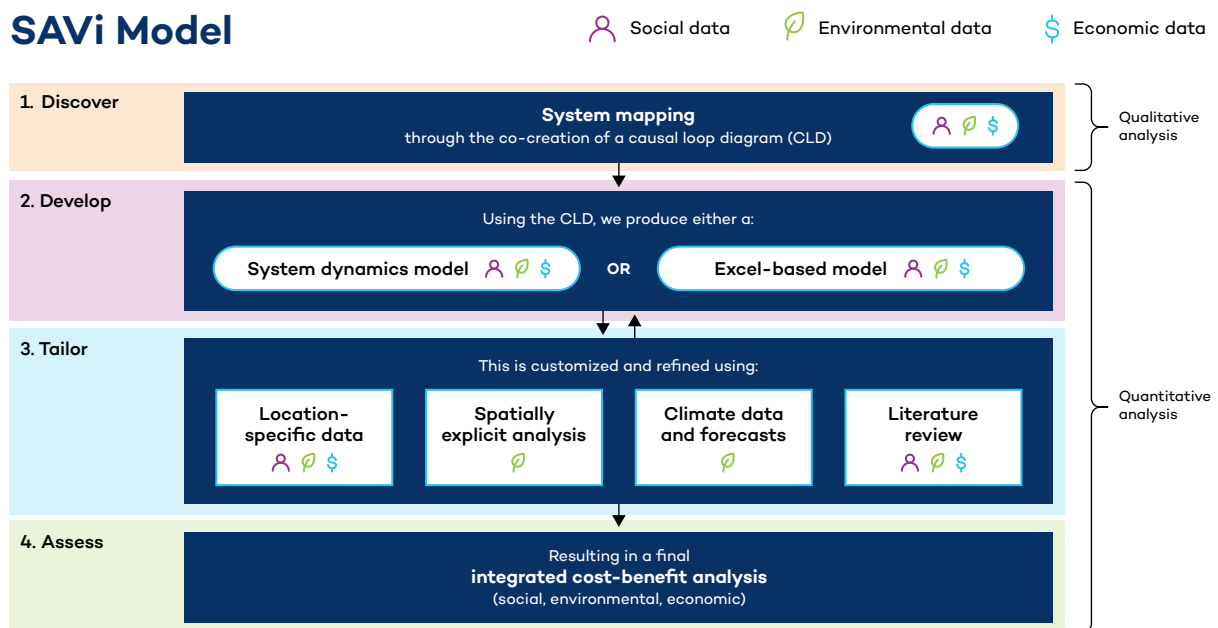 SAVi Model
Social data
Environmental data
Economic data
1. Discover
System mapping
through the co-creation of a causal loop diagram (CLD)
Qualitative
analysis
2. Develop
Using the CLD, we produce either a:
System dynamics model
OR
Excel-based model
3. Tailor
This is customized and refined using:
Location-
specific data
Spatially
explicit analysis
Climate data
and forecasts
Literature
review
Quantitative
analysis
4. Assess
Resulting in a final
integrated cost-benefit analysis
(social, environmental, economic)